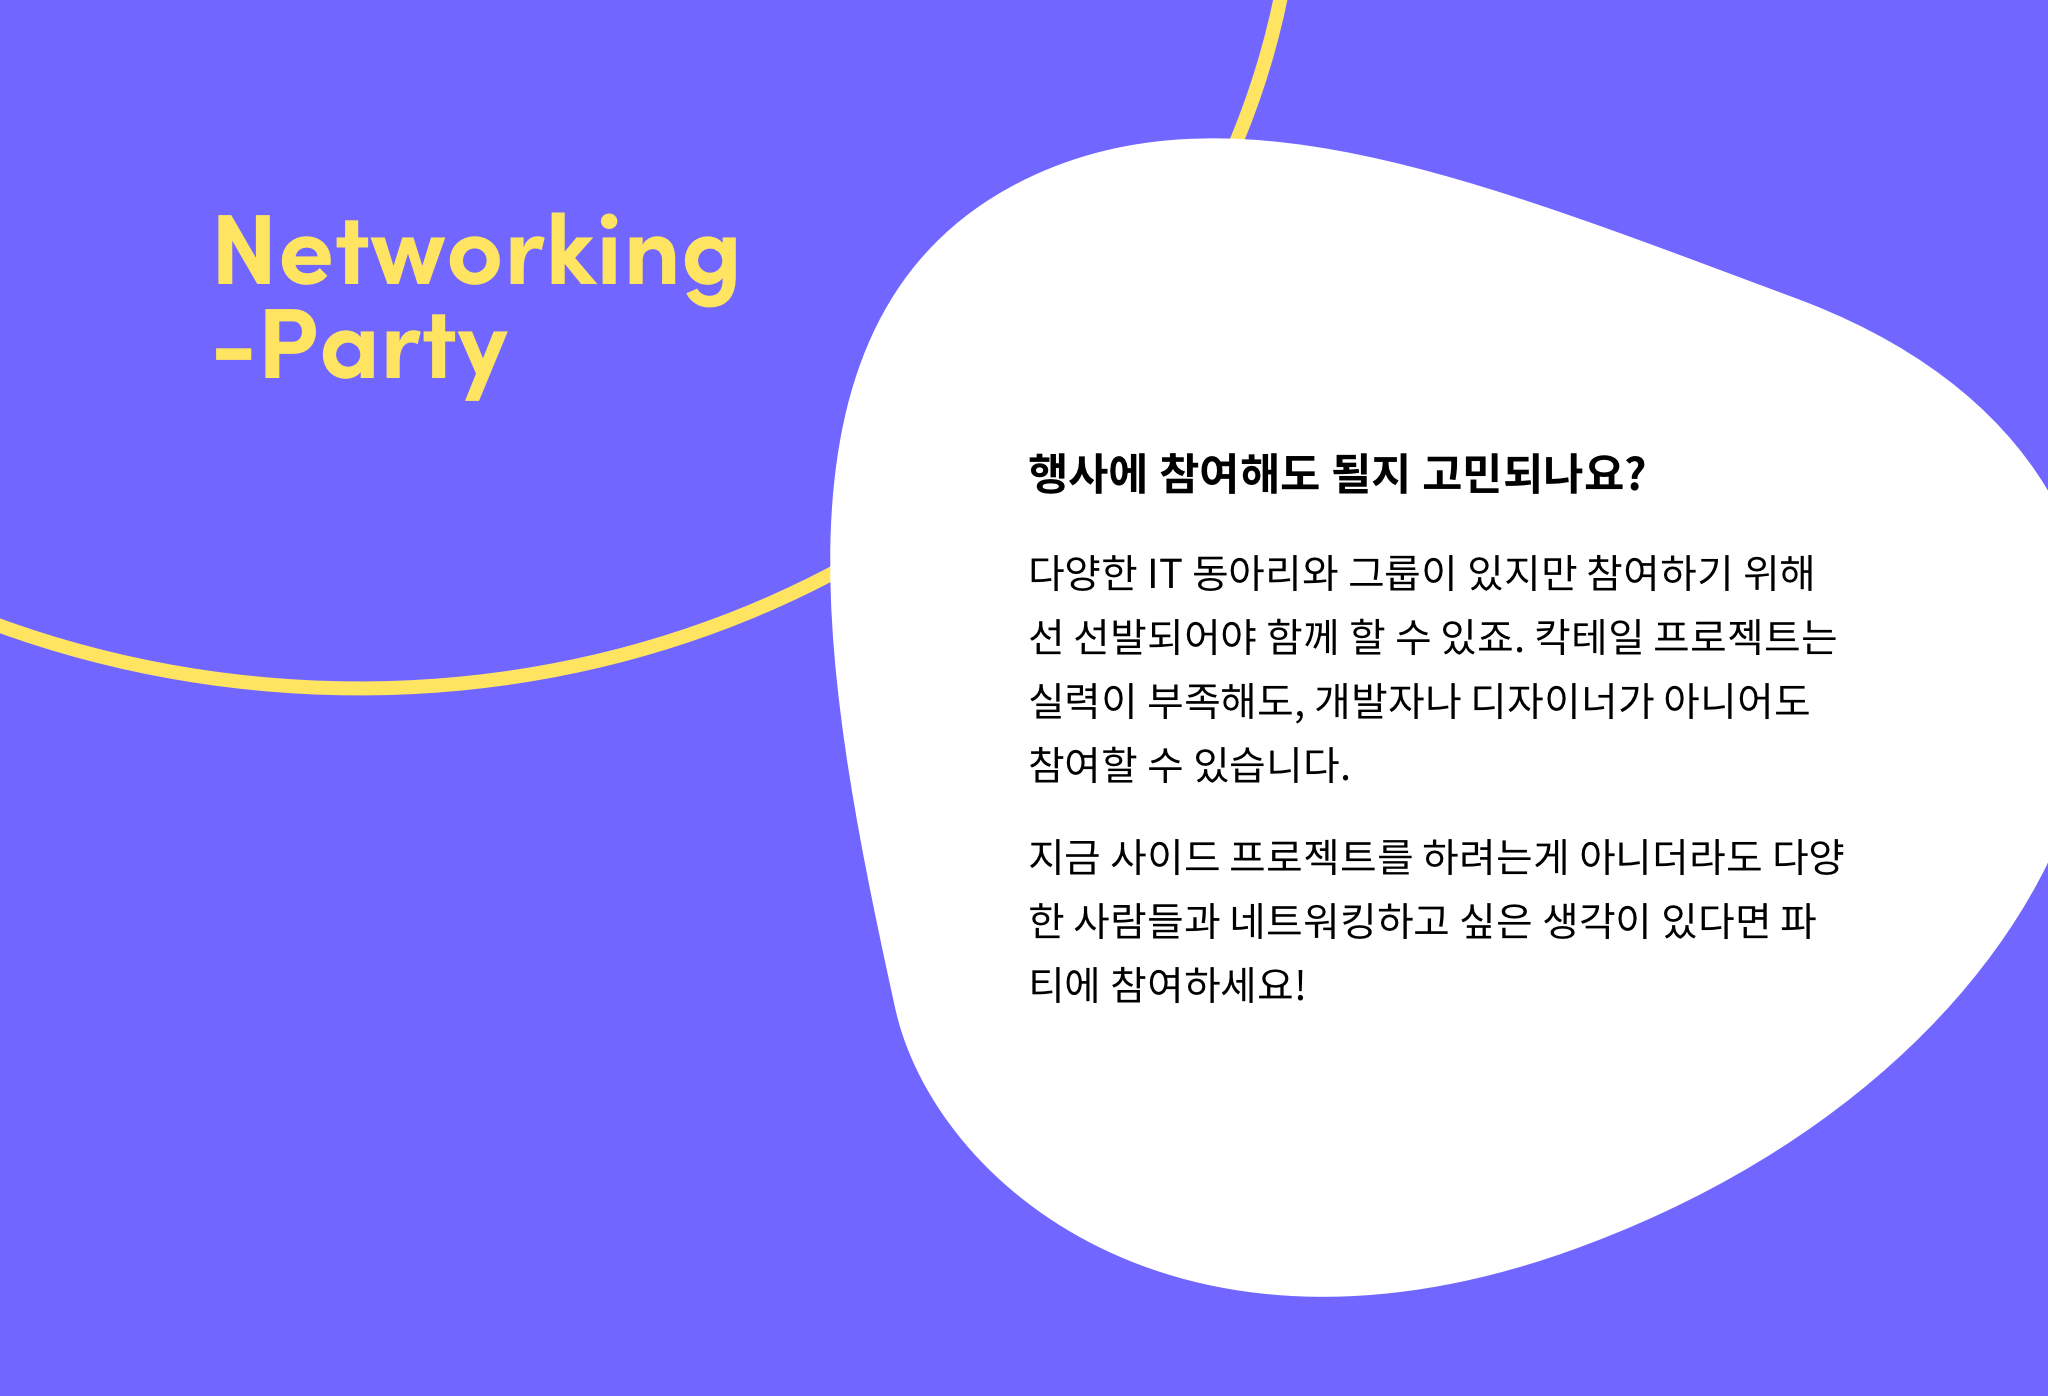 Networking
-Party
행사에 참여해도 될지 고민되나요?
다양한 IT 동아리와 그룹이 있지만 참여하기 위해
선 선발되어야 함께 할 수 있죠. 칵테일 프로젝트는
실력이 부족해도, 개발자나 디자이너가 아니어도
참여할 수 있습니다.
지금 사이드 프로젝트를 하려는게 아니더라도 다양
한 사람들과 네트워킹하고 싶은 생각이 있다면 파
티에 참여하세요!